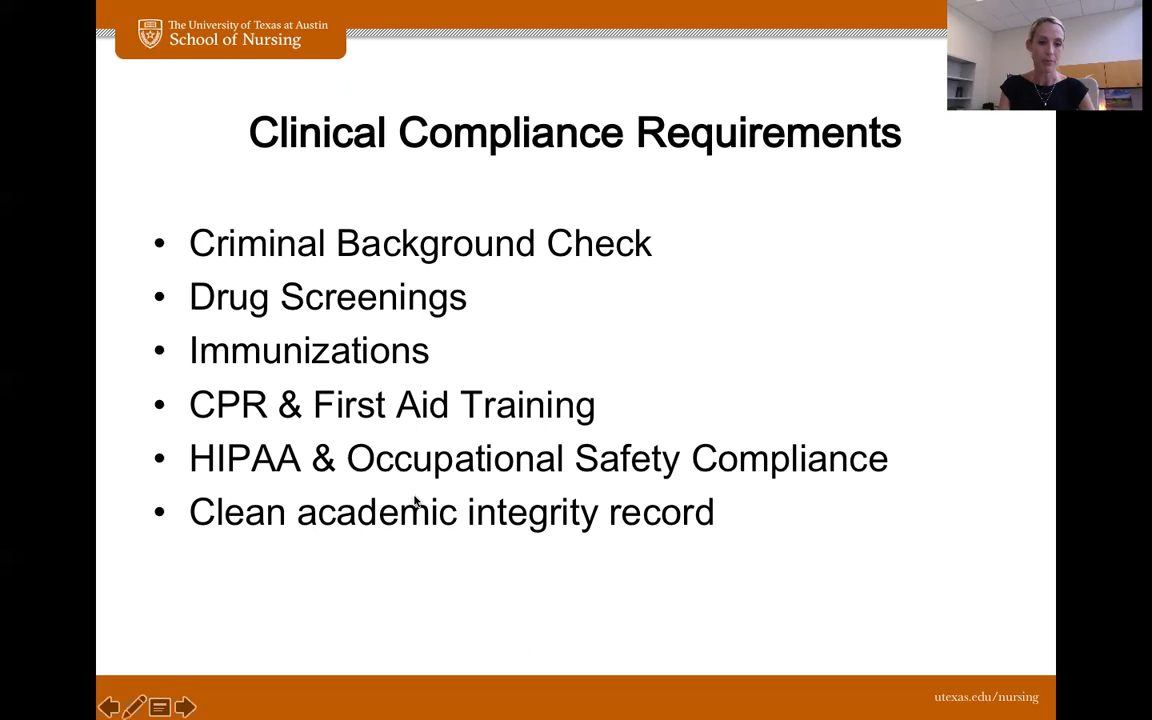 The University of Texas at Austin
School of Nursing
Clinical Compliance Requirements
• Criminal Background Check
• Drug Screenings
• Immunizations
• CPR & First Aid Training
• HIPAA & Occupational Safety Compliance
• Clean academic integrity record
utexas.edu/nursing